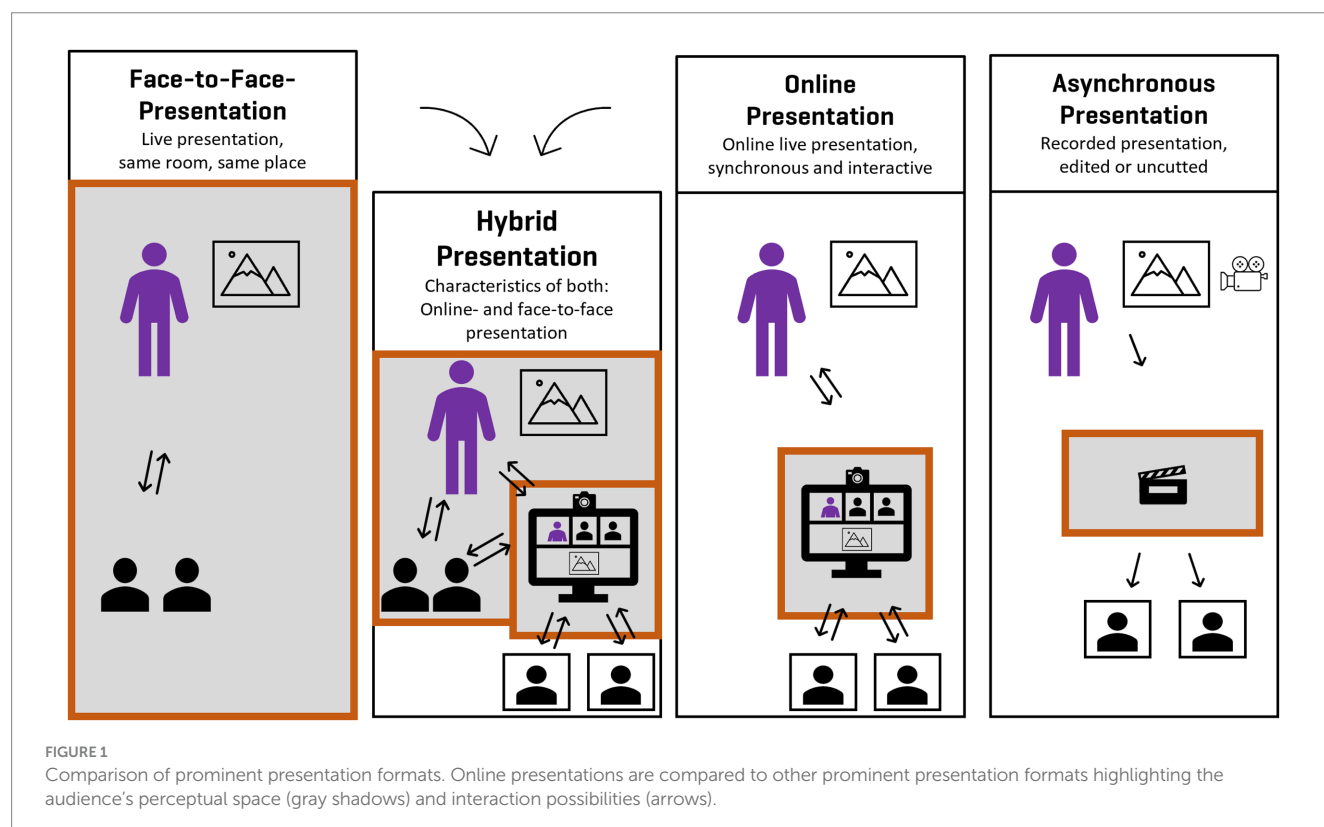 Face-to-Face-
Presentation
Live presentation,
same room, same place
Hybrid
Presentation
Characteristics of both:
Online- and face-to-face
presentation
Online
Presentation
Online live presentation,
synchronous and interactive
Asynchronous
Presentation
Recorded presentation,
edited or uncutted
FIGURE 1
Comparison of prominent presentation formats. Online presentations are compared to other prominent presentation formats highlighting the
audience’s perceptual space (gray shadows) and interaction possibilities (arrows).